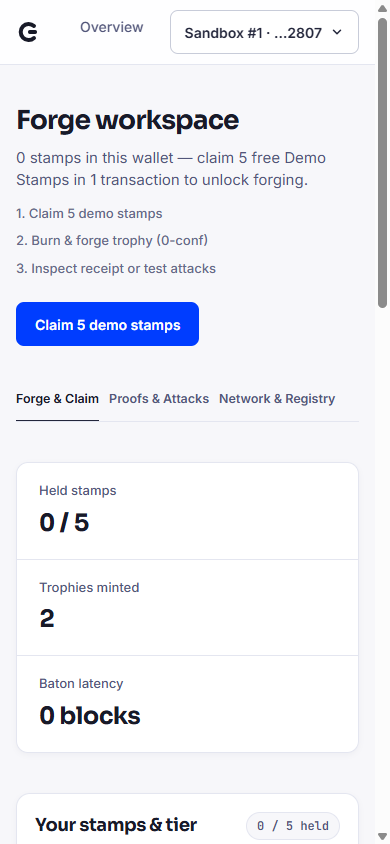 Overview
Sandbox #1 · ...2807
Forge workspace
0 stamps in this wallet — claim 5 free Demo
Stamps in 1 transaction to unlock forging.
1. Claim 5 demo stamps
2. Burn & forge trophy (0-conf)
3. Inspect receipt or test attacks
Claim 5 demo stamps
Forge & Claim Proofs & Attacks Network & Registry
Held stamps
0 / 5
Trophies minted
2
Baton latency
0 blocks
Your stamps & tier
0 / 5 held